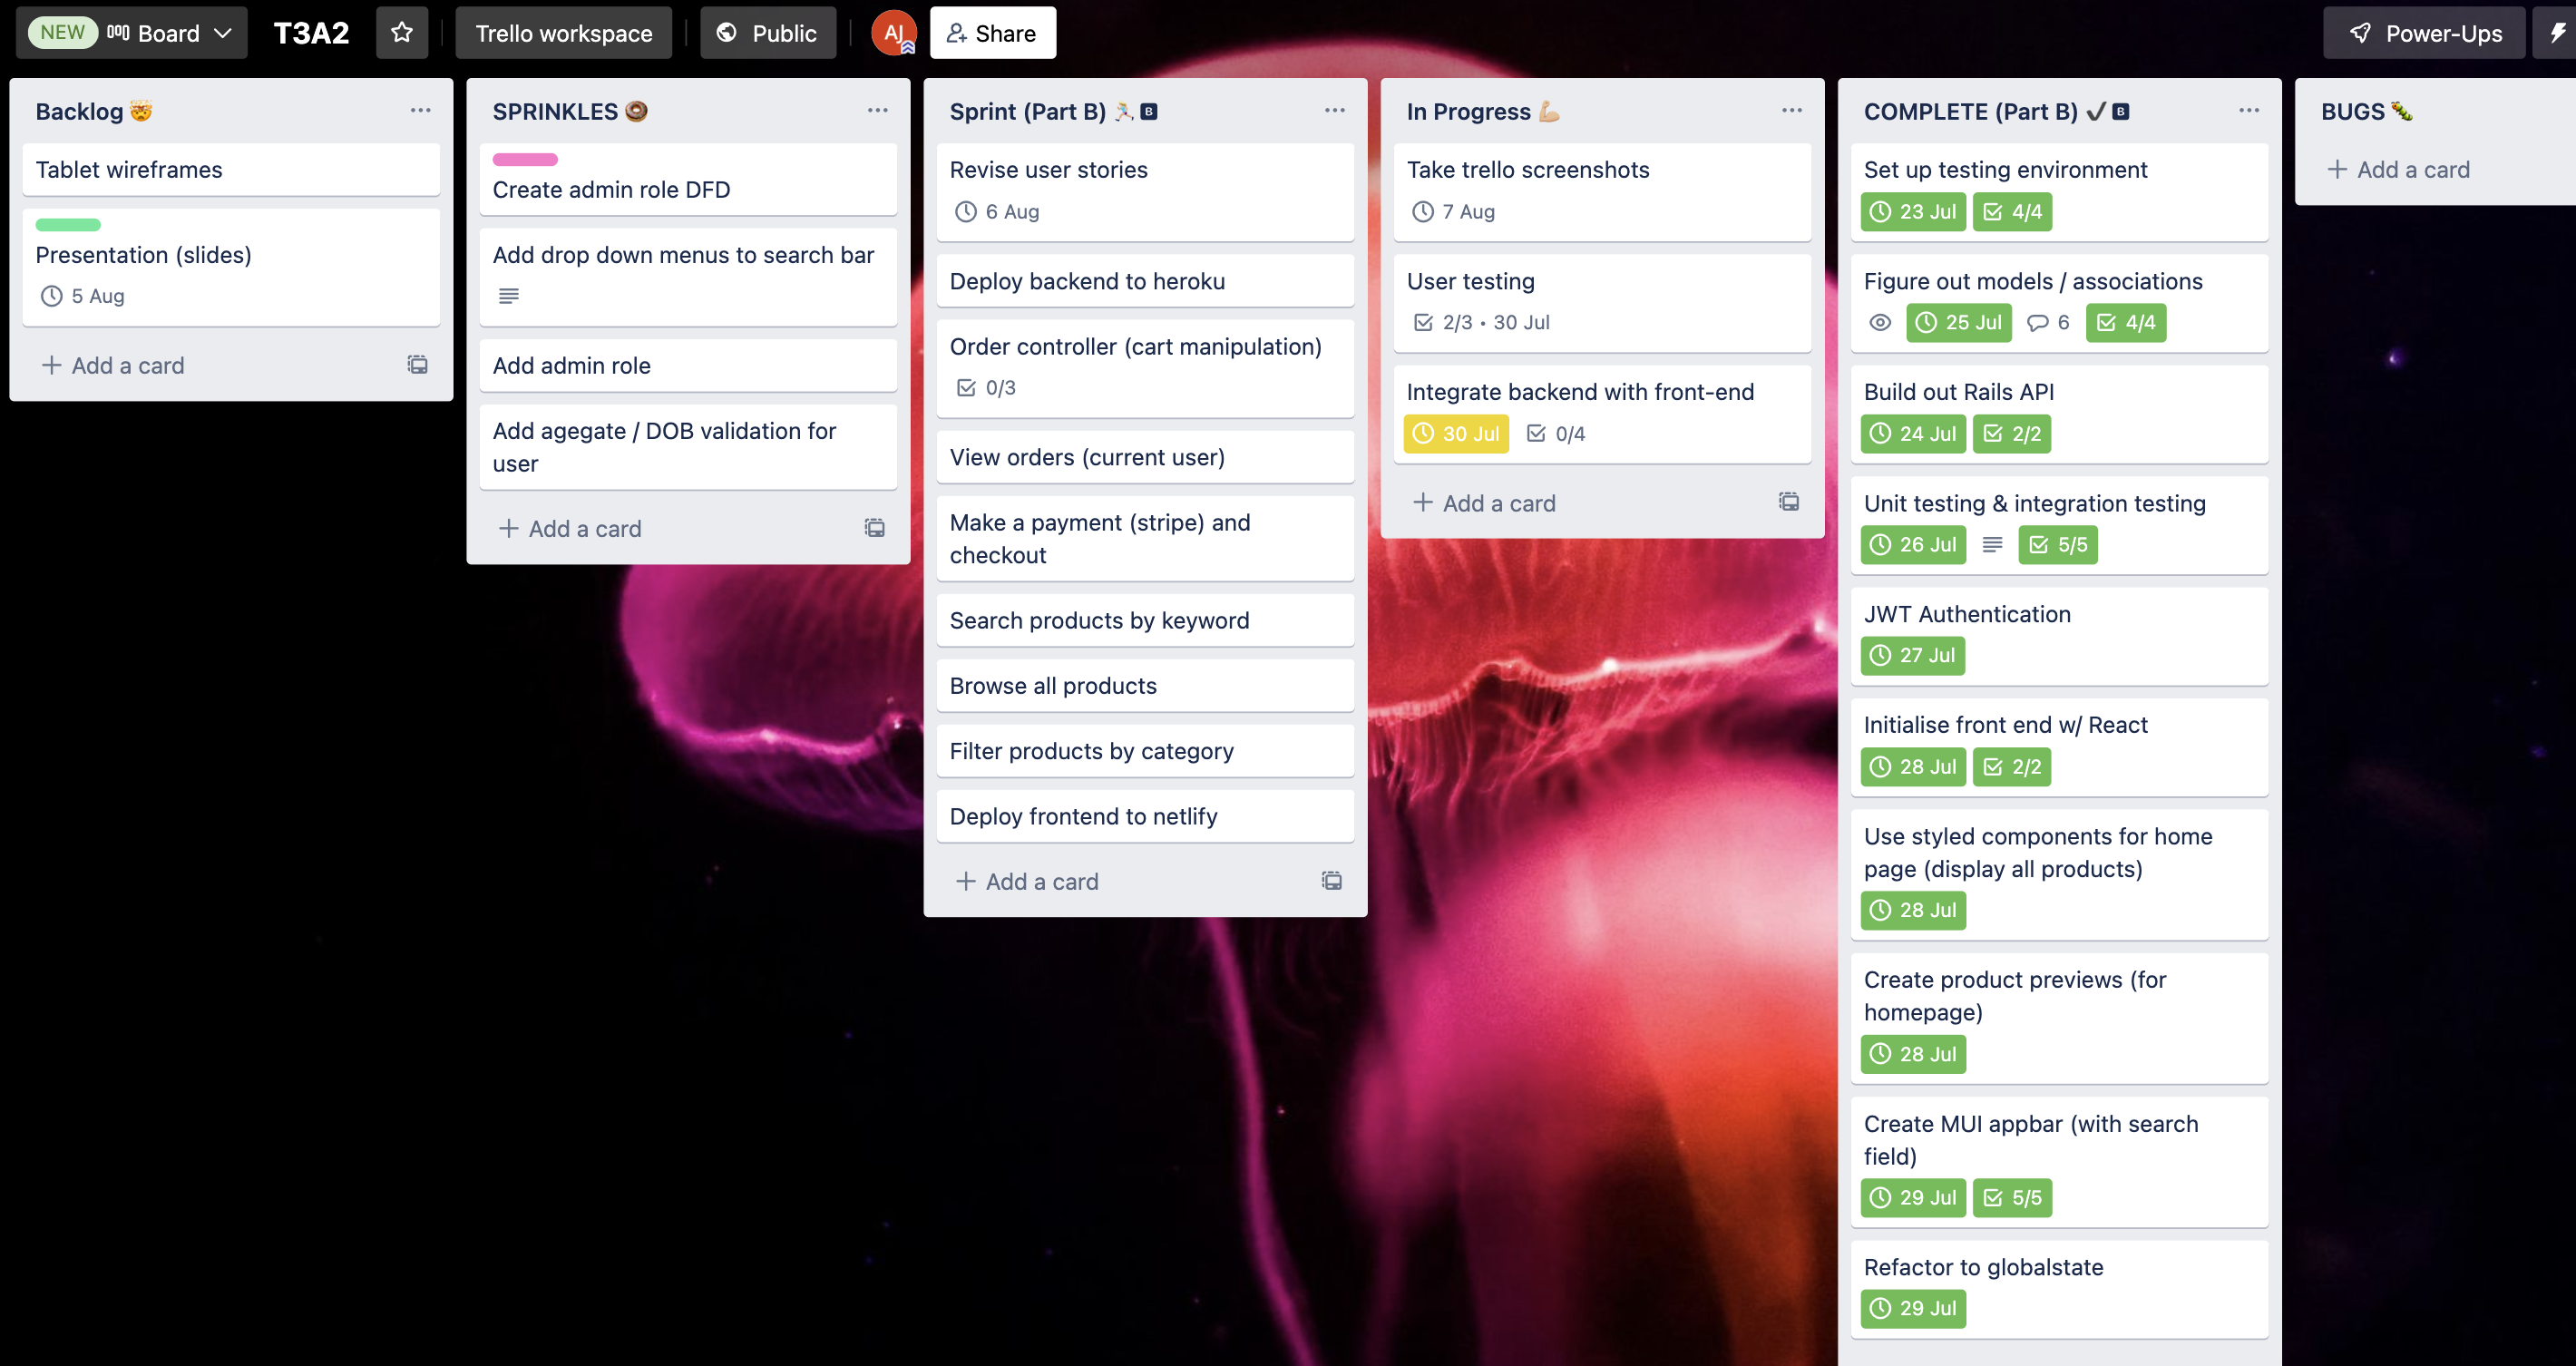 NEW Board T3A2 Trello workspace Public AJ Share Power-Ups
Backlog 🤯
Tablet wireframes
Presentation (slides)
5 Aug
+ Add a card
SPRINKLES 🍩
Create admin role DFD
Add drop down menus to search bar
Add admin role
Add agegate / DOB validation for
user
+ Add a card
Sprint (Part B) 🏃🏻‍♀️🅱
Revise user stories
6 Aug
Deploy backend to heroku
Order controller (cart manipulation)
0/3
View orders (current user)
Make a payment (stripe) and
checkout
Search products by keyword
Browse all products
Filter products by category
Deploy frontend to netlify
+ Add a card
In Progress 💪🏼
Take trello screenshots
7 Aug
User testing
2/3 • 30 Jul
Integrate backend with front-end
30 Jul 0/4
+ Add a card
COMPLETE (Part B) ✔🅱
Set up testing environment
23 Jul 4/4
Figure out models / associations
25 Jul 6 4/4
Build out Rails API
24 Jul 2/2
Unit testing & integration testing
26 Jul 5/5
JWT Authentication
27 Jul
Initialise front end w/ React
28 Jul 2/2
Use styled components for home
page (display all products)
28 Jul
Create product previews (for
homepage)
28 Jul
Create MUI appbar (with search
field)
29 Jul 5/5
Refactor to globalstate
29 Jul
BUGS 🐛
+ Add a card